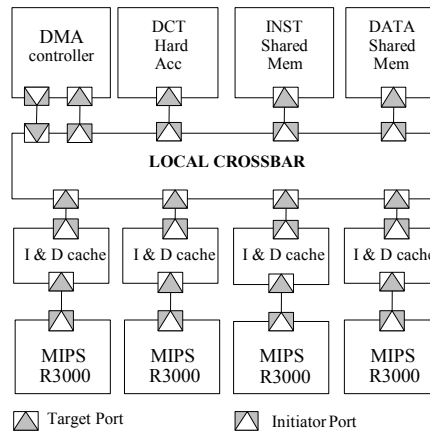 DMA
controller
DCT
Hard
Acc
INST
Shared
Mem
DATA
Shared
Mem
LOCAL CROSSBAR
I & D cache
I & D cache
I & D cache
I & D cache
MIPS
R3000
MIPS
R3000
MIPS
R3000
MIPS
R3000
Target Port
Initiator Port